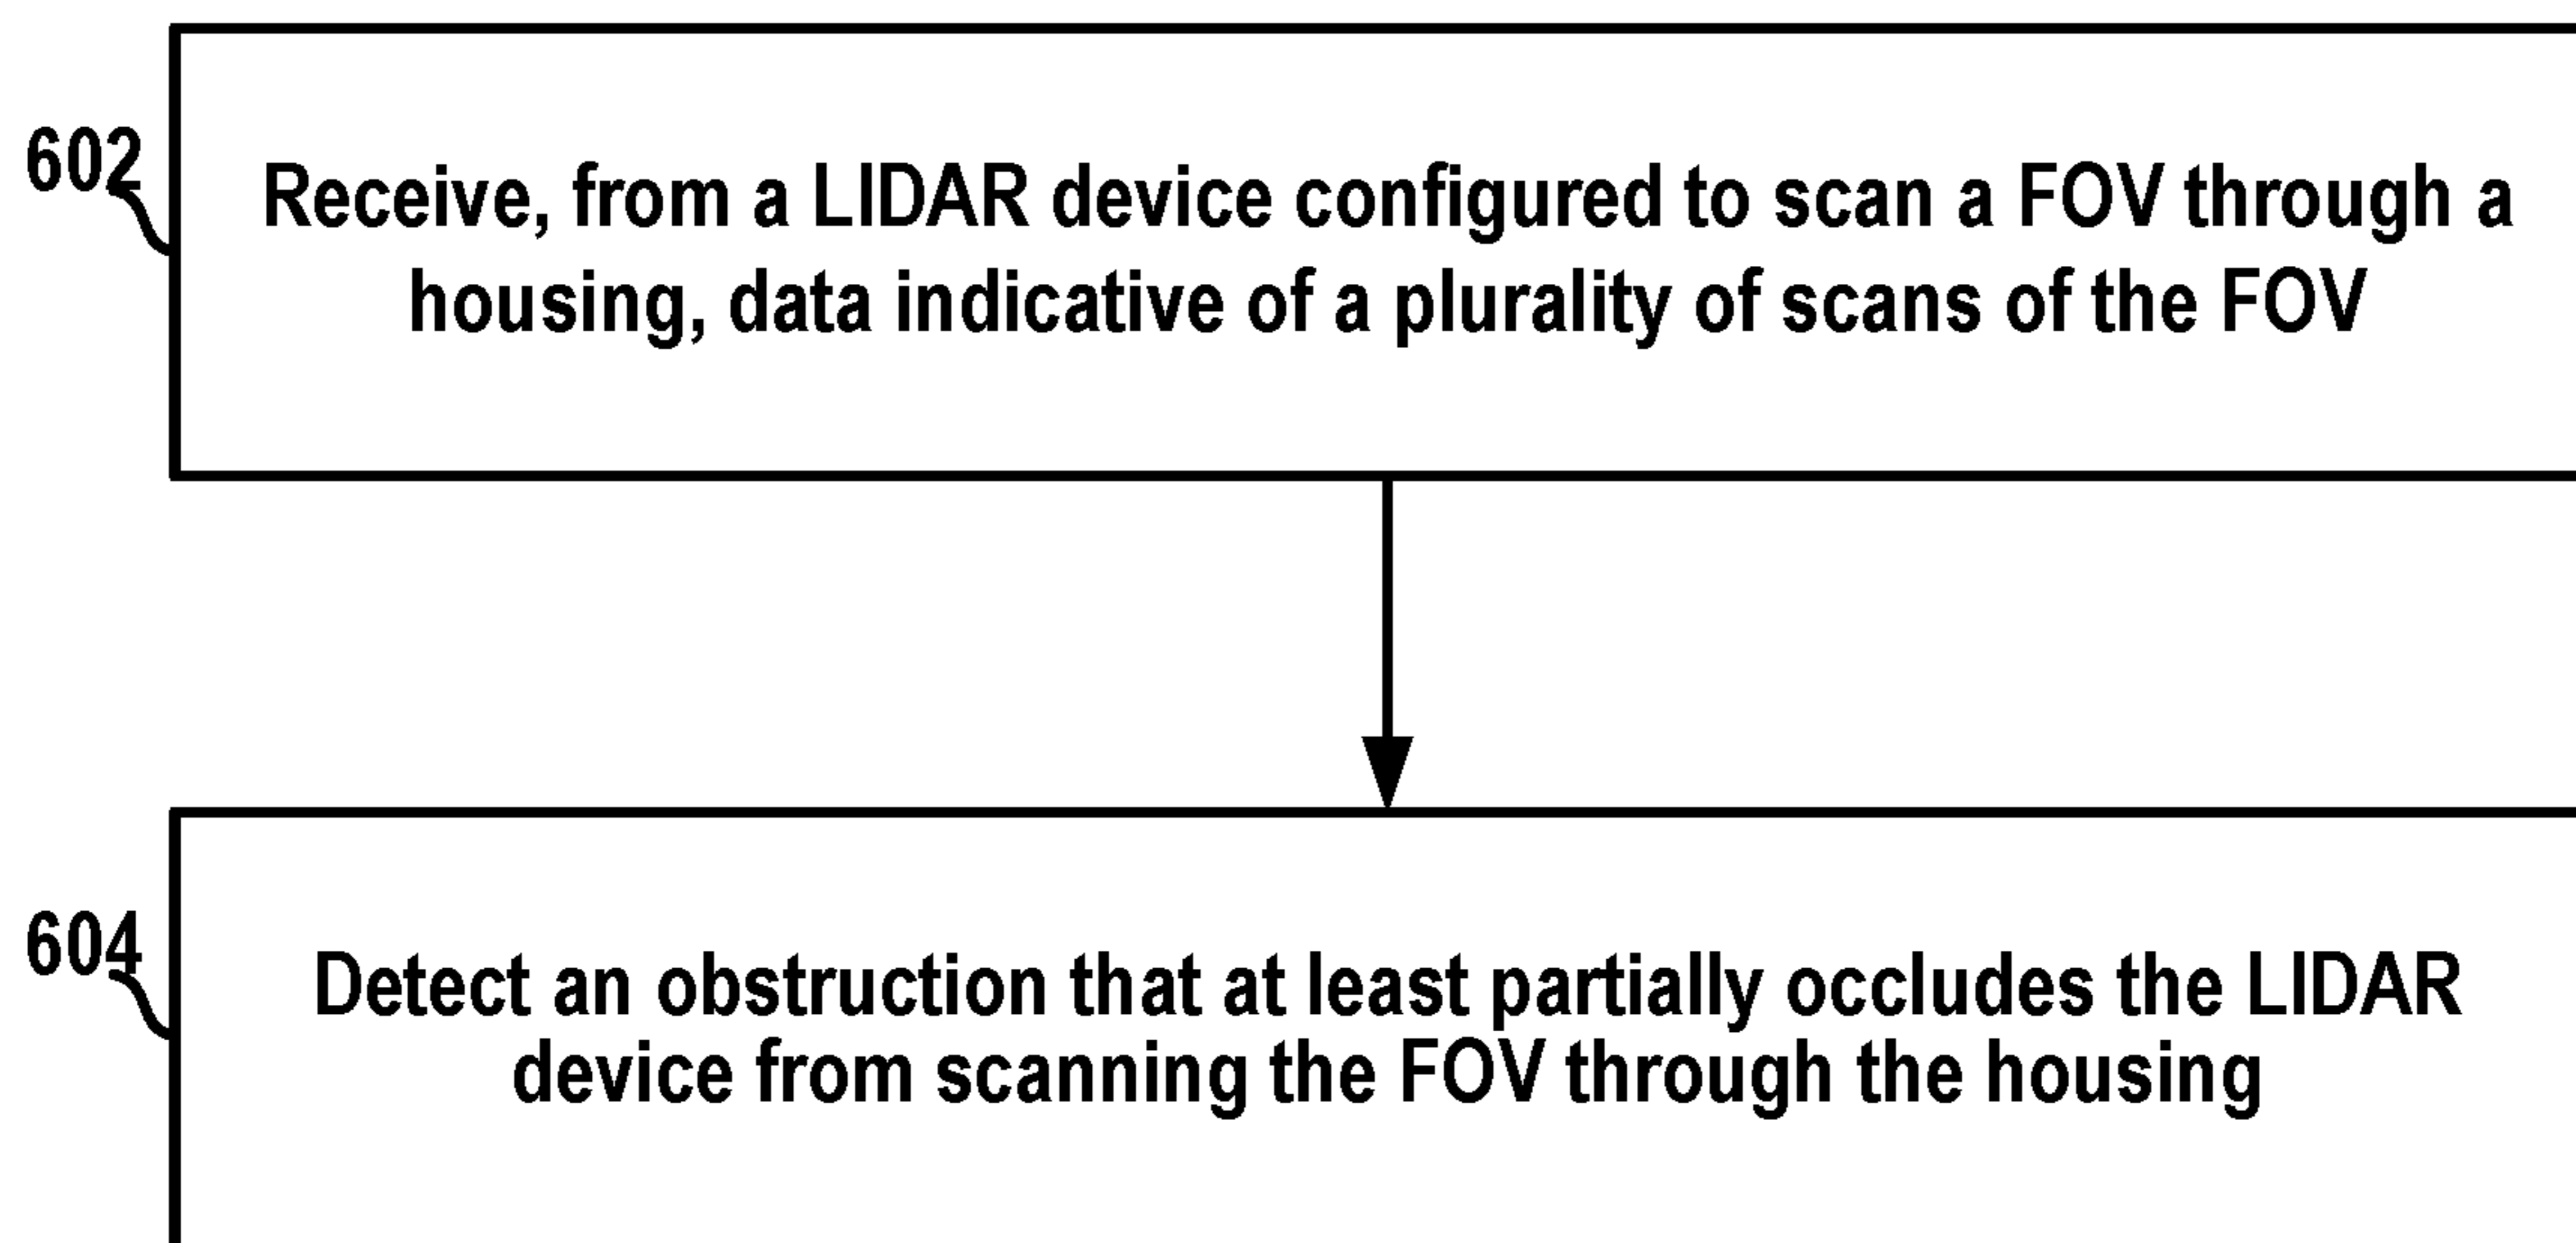 602
Receive, from a LIDAR device configured to scan a FOV through a
housing, data indicative of a plurality of scans of the FOV
604
Detect an obstruction that at least partially occludes the LIDAR
device from scanning the FOV through the housing